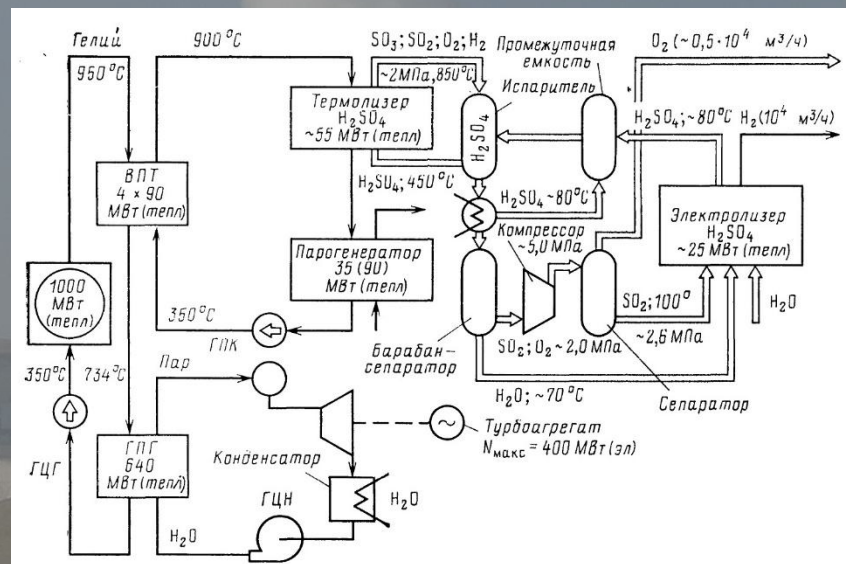 Гелий
950°C
900°C
SO₃; SO₂; O₂; H₂
~2МПа, 850°C
Промежуточная
емкость
O₂ (~0,5·10⁴ м³/ч)
Испаритель
H₂SO₄
Термолизер
H₂SO₄
~55 МВт(тепл)
H₂SO₄; ~80°C
H₂(10⁴ м³/ч)
ВПТ
4 × 90
МВт(тепл)
H₂SO₄; 450°C
H₂SO₄ ~80°C
Компрессор
~5,0 МПа
Электролизер
H₂SO₄
~25 МВт(тепл)
Парогенератор
35 (90)
МВт(тепл)
1000
МВт
(тепл)
350°C
ГПК
SO₂; 100°
H₂O
~2,6 МПа
Барабан-
сепаратор
SO₂; O₂ ~2,0 МПа
Сепаратор
H₂O; ~70°C
350°C
734°C
Пар
ГЦГ
ГПГ
640
МВт(тепл)
Турбоагрегат
Nмакс = 400 МВт(эл)
Конденсатор
H₂O
ГЦН
H₂O